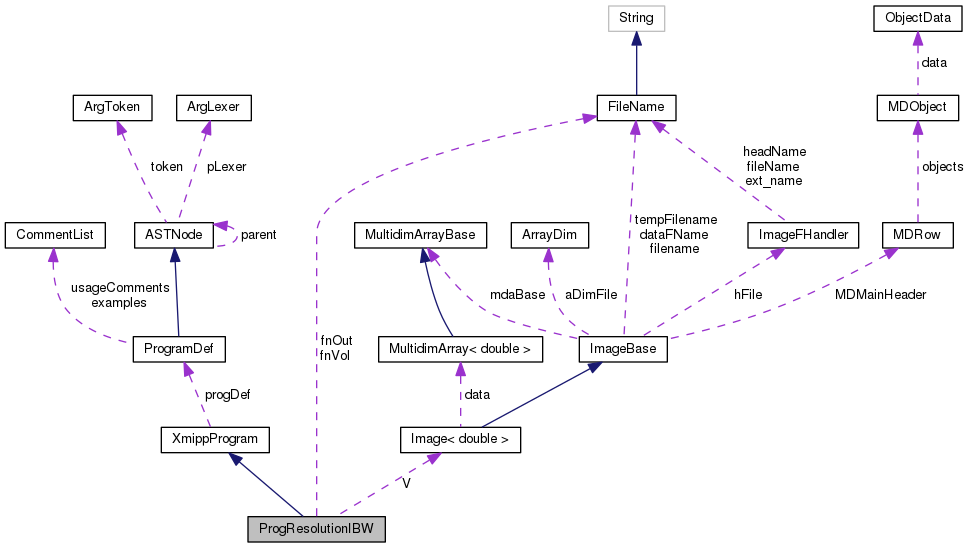 String
ObjectData
data
ArgToken
ArgLexer
FileName
MDObject
headName
fileName
ext_name
token
pLexer
objects
tempFilename
dataFName
filename
CommentList
ASTNode
parent
MultidimArrayBase
ArrayDim
ImageFHandler
MDRow
usageComments
examples
mdaBase
aDimFile
hFile
MDMainHeader
fnOut
fnVol
ProgramDef
MultidimArray< double >
ImageBase
progDef
data
XmippProgram
Image< double >
V
ProgResolutionIBW